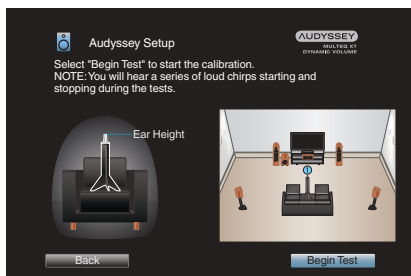 Audyssey Setup
AUDYSSEY
MULTEQ XT
DYNAMIC VOLUME
Select "Begin Test" to start the calibration.
NOTE: You will hear a series of loud chirps starting and
stopping during the tests.
Ear Height
1
Back
Begin Test